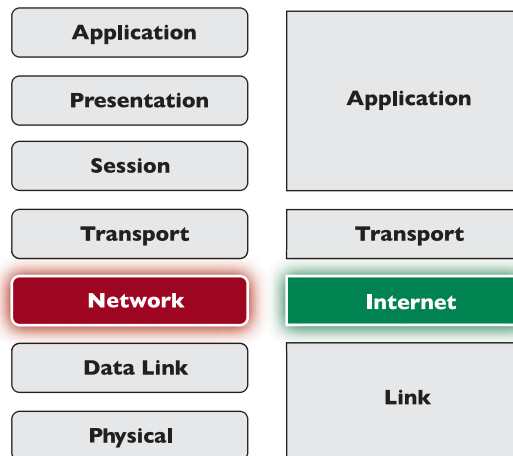 Application
Presentation
Session
Transport
Network
Data Link
Physical
Application
Transport
Internet
Link